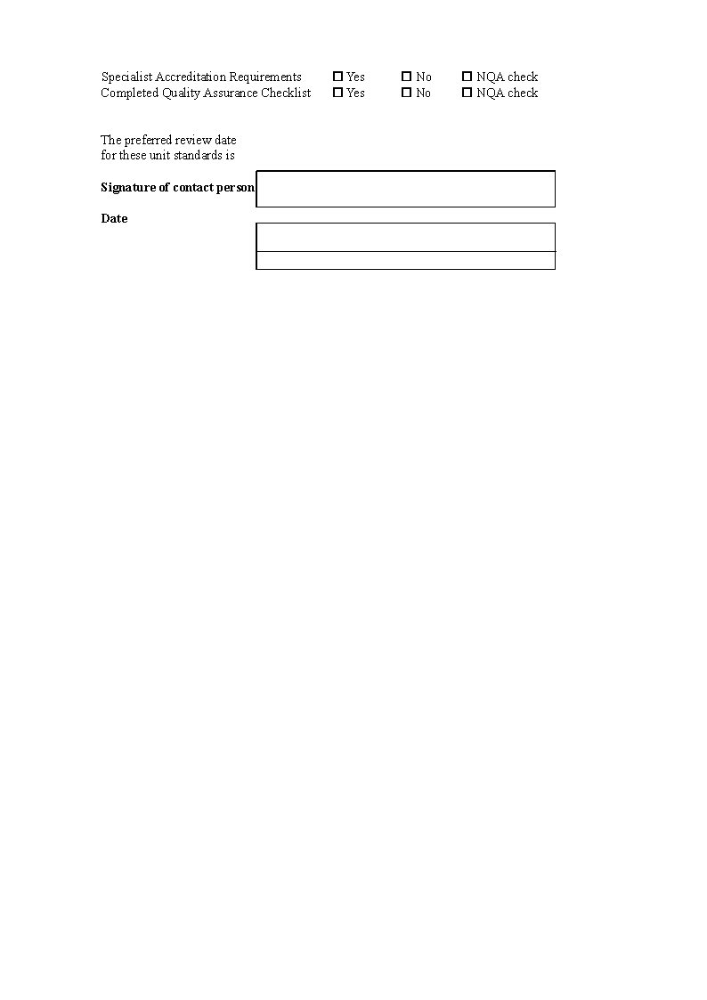 Specialist Accreditation Requirements Yes No NQA check
Completed Quality Assurance Checklist Yes No NQA check
The preferred review date
for these unit standards is
Signature of contact person
Date